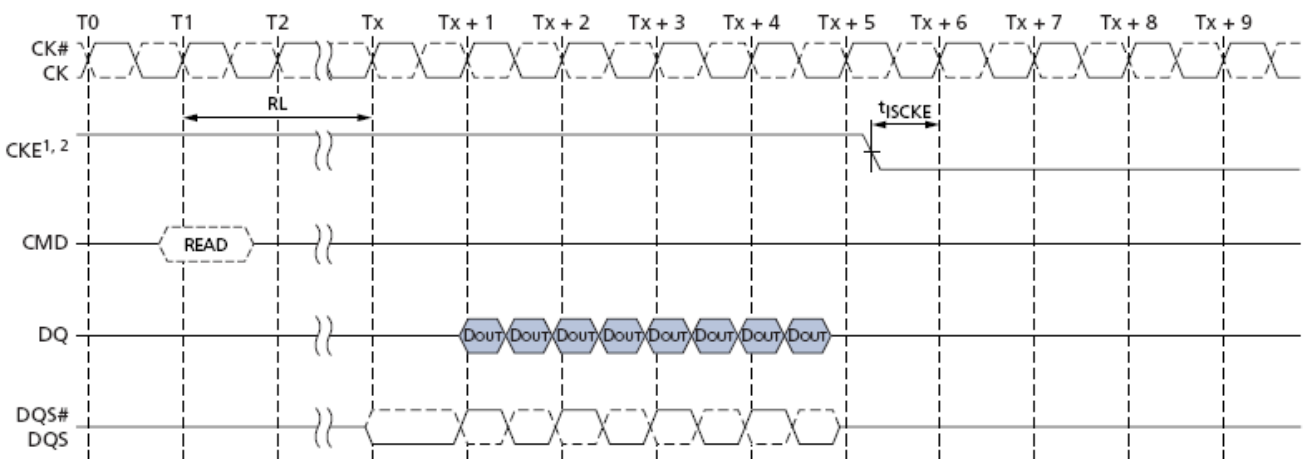 T0 T1 T2 Tx Tx + 1 Tx + 2 Tx + 3 Tx + 4 Tx + 5 Tx + 6 Tx + 7 Tx + 8 Tx + 9
CK#
CK
RL
tISCKE
CKE1, 2
CMD READ
DQ DOUT DOUT DOUT DOUT DOUT DOUT DOUT DOUT
DQS#
DQS